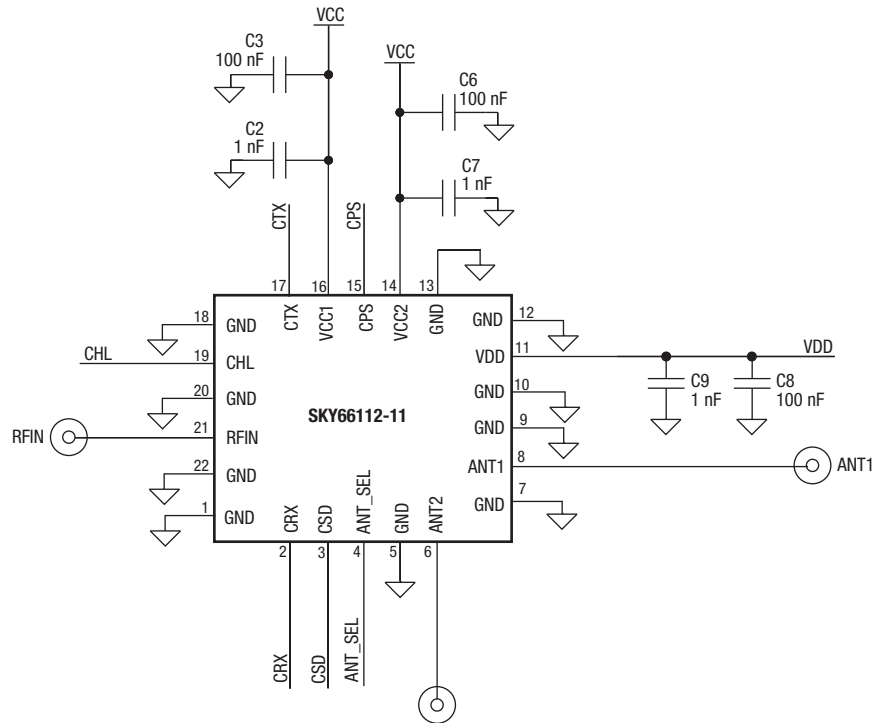 VCC
C3
100 nF
VCC
C6
100 nF
C2
1 nF
C7
1 nF
CTX
CPS
17
16
15
14
13
CTX
VCC1
CPS
VCC2
GND
18
GND
GND
12
CHL
19
CHL
VDD
11
VDD
C9
1 nF
C8
100 nF
20
GND
GND
10
SKY66112-11
RFIN
21
RFIN
GND
9
ANT1
8
ANT1
22
GND
GND
7
1
GND
CRX
CSD
ANT_SEL
GND
ANT2
2
3
4
5
6
CRX
CSD
ANT_SEL